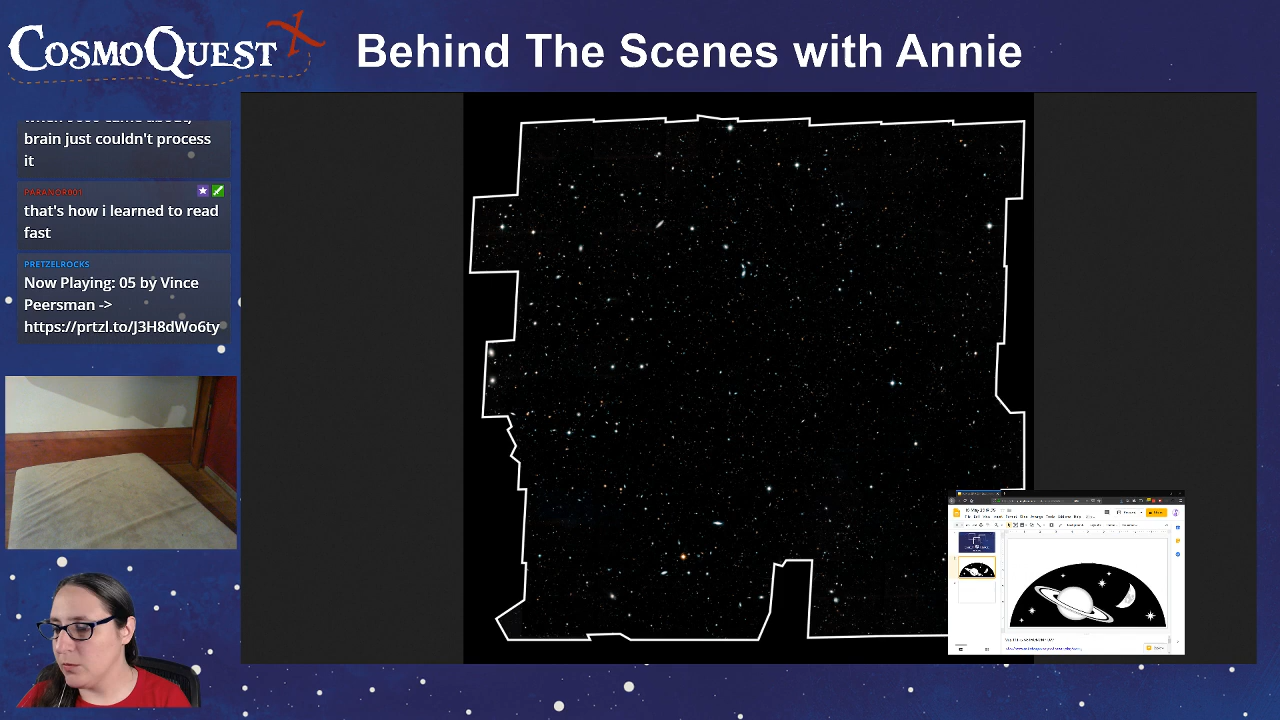 CosmoQuest X
Behind The Scenes with Annie
brain just couldn't process
it
PARANOR001
that's how i learned to read
fast
PRETZELROCKS
Now Playing: 05 by Vince
Peersman ->
https://prtzl.to/J3H8dWo6ty